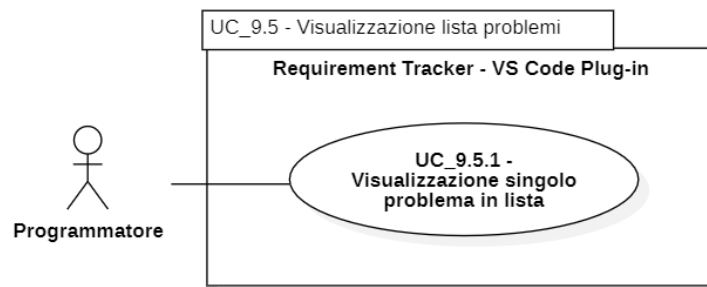 UC_9.5 - Visualizzazione lista problemi
Requirement Tracker - VS Code Plug-in
UC_9.5.1 -
Visualizzazione singolo
problema in lista
Programmatore